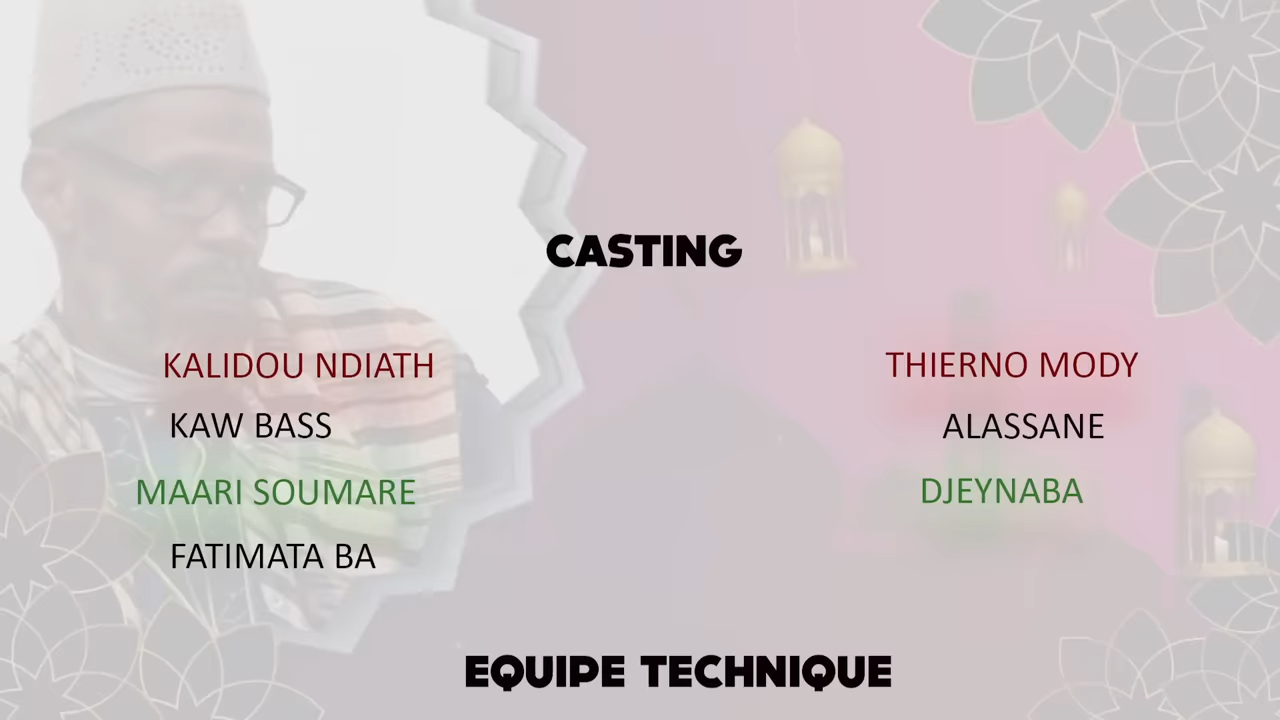 CASTING
KALIDOU NDIATH THIERNO MODY
KAW BASS ALASSANE
MAARI SOUMARE DJEYNABA
FATIMATA BA
EQUIPE TECHNIQUE